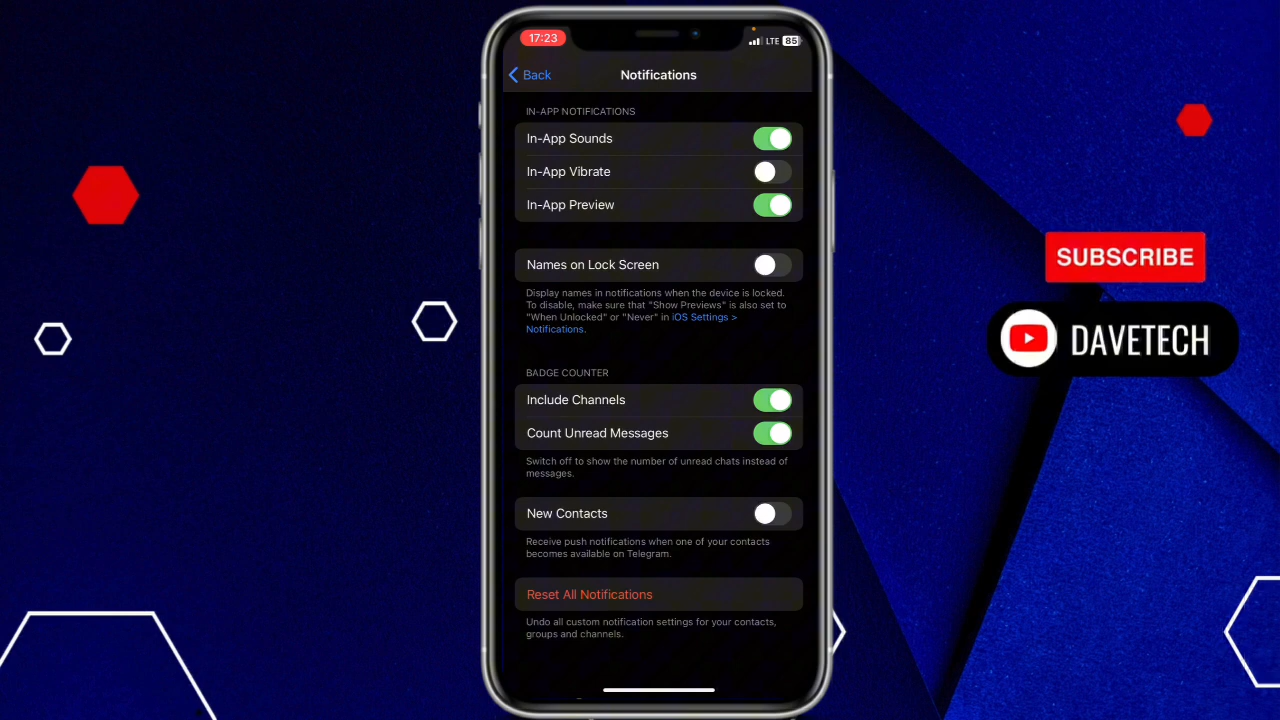 17:23
LTE 85
Back
Notifications
IN-APP NOTIFICATIONS
In-App Sounds
In-App Vibrate
In-App Preview
Names on Lock Screen
Display names in notifications when the device is locked.
To disable, make sure that "Show Previews" is also set to
"When Unlocked" or "Never" in iOS Settings >
Notifications.
BADGE COUNTER
Include Channels
Count Unread Messages
Switch off to show the number of unread chats instead of
messages.
New Contacts
Receive push notifications when one of your contacts
becomes available on Telegram.
Reset All Notifications
Undo all custom notification settings for your contacts,
groups and channels.
SUBSCRIBE
DAVETECH